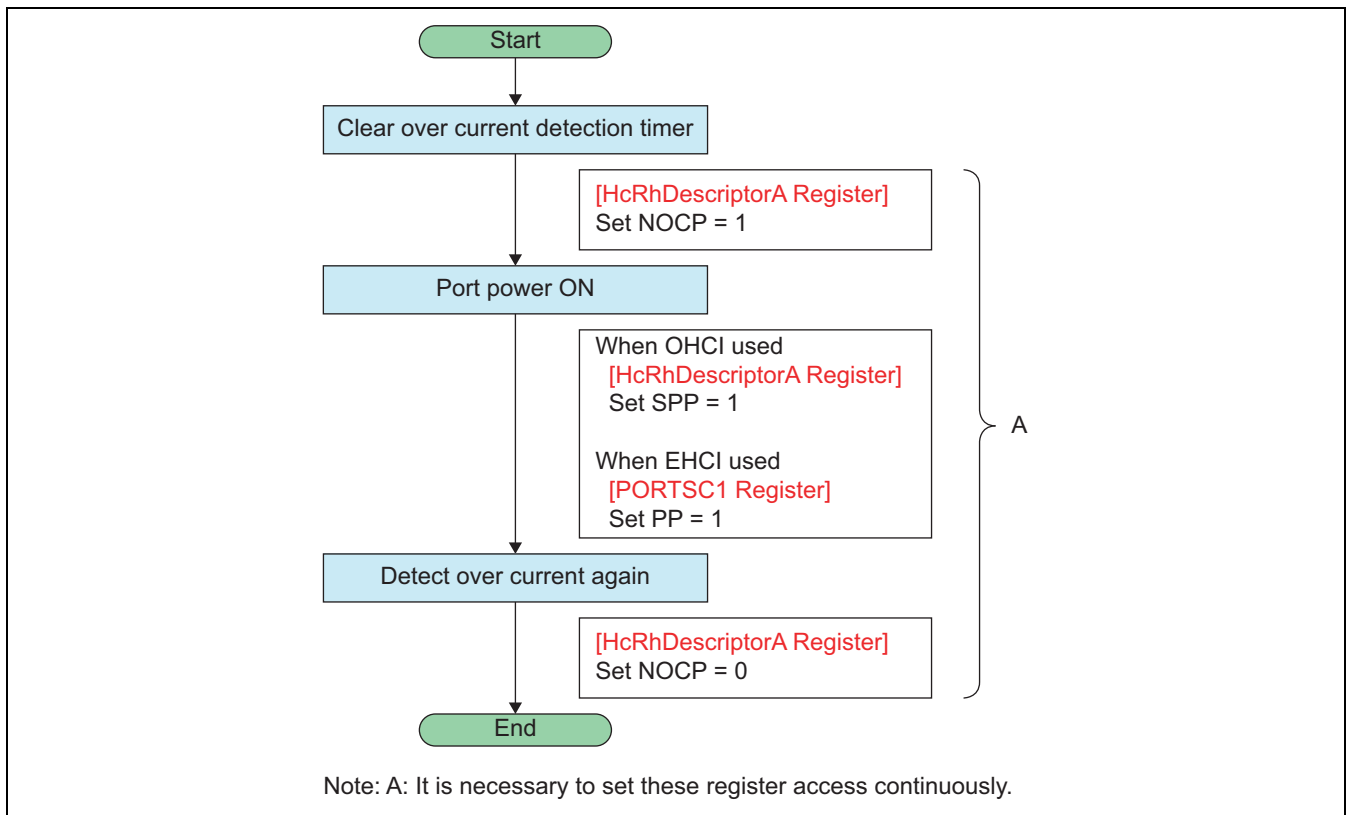 Start
Clear over current detection timer
[HcRhDescriptorA Register]
Set NOCP = 1
Port power ON
When OHCI used
[HcRhDescriptorA Register]
Set SPP = 1
When EHCI used
[PORTSC1 Register]
Set PP = 1
A
Detect over current again
[HcRhDescriptorA Register]
Set NOCP = 0
End
Note: A: It is necessary to set these register access continuously.